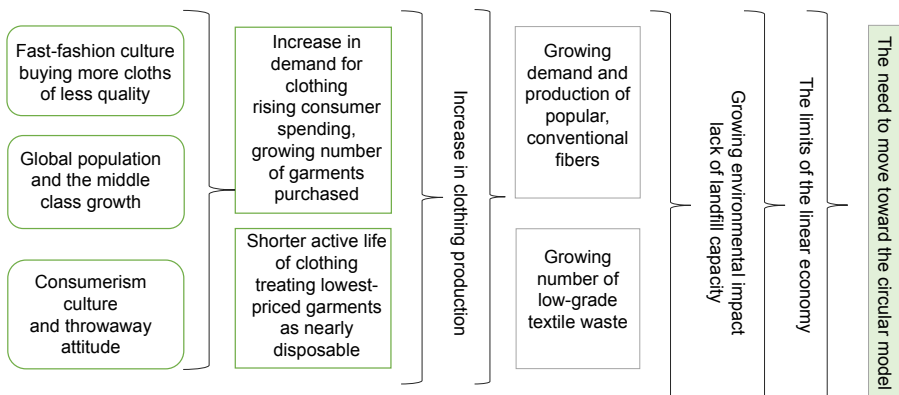 Fast-fashion culture
buying more cloths
of less quality
Global population
and the middle
class growth
Consumerism
culture
and throwaway
attitude
Increase in
demand for
clothing
rising consumer
spending,
growing number
of garments
purchased
Shorter active life
of clothing
treating lowest-
priced garments
as nearly
disposable
Increase in clothing production
Growing
demand and
production of
popular,
conventional
fibers
Growing
number of
low-grade
textile waste
Growing environmental impact
lack of landfill capacity
The limits of the linear economy
The need to move toward the circular model